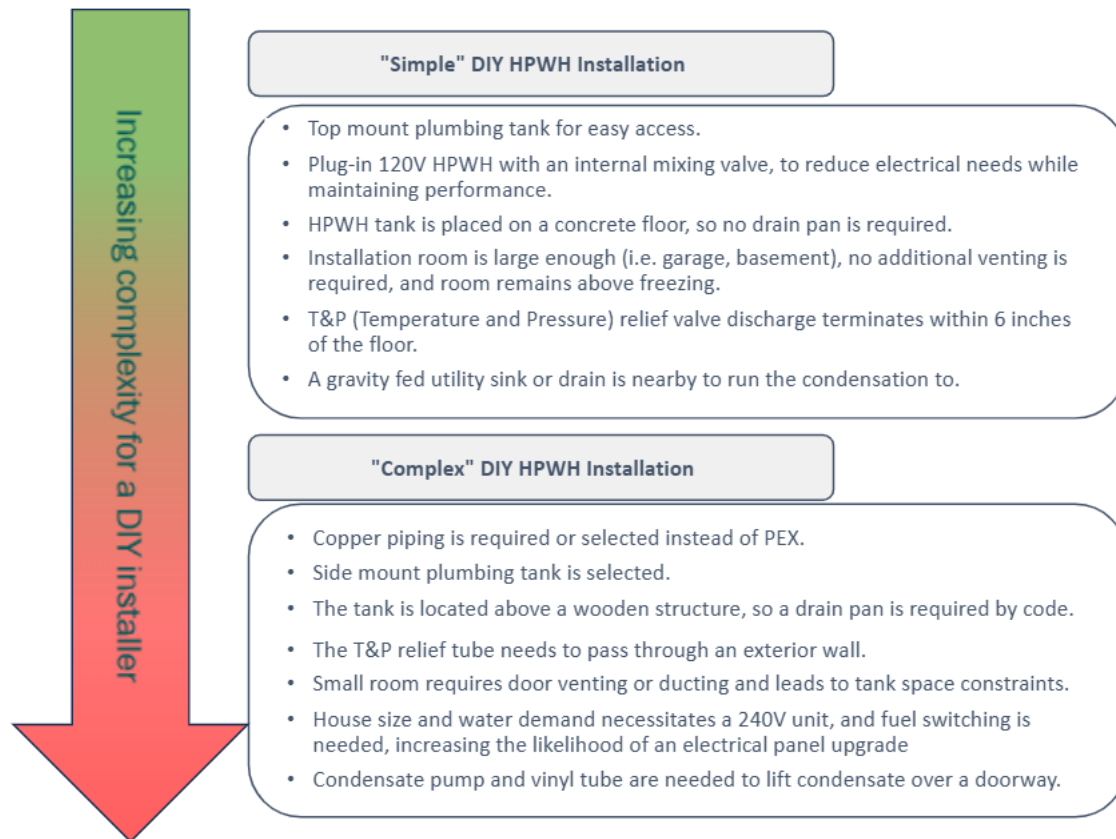 Increasing complexity for a DIY installer
"Simple" DIY HPWH Installation
• Top mount plumbing tank for easy access.
• Plug-in 120V HPWH with an internal mixing valve, to reduce electrical needs while
maintaining performance.
• HPWH tank is placed on a concrete floor, so no drain pan is required.
• Installation room is large enough (i.e. garage, basement), no additional venting is
required, and room remains above freezing.
• T&P (Temperature and Pressure) relief valve discharge terminates within 6 inches
of the floor.
• A gravity fed utility sink or drain is nearby to run the condensation to.
"Complex" DIY HPWH Installation
• Copper piping is required or selected instead of PEX.
• Side mount plumbing tank is selected.
• The tank is located above a wooden structure, so a drain pan is required by code.
• The T&P relief tube needs to pass through an exterior wall.
• Small room requires door venting or ducting and leads to tank space constraints.
• House size and water demand necessitates a 240V unit, and fuel switching is
needed, increasing the likelihood of an electrical panel upgrade
• Condensate pump and vinyl tube are needed to lift condensate over a doorway.